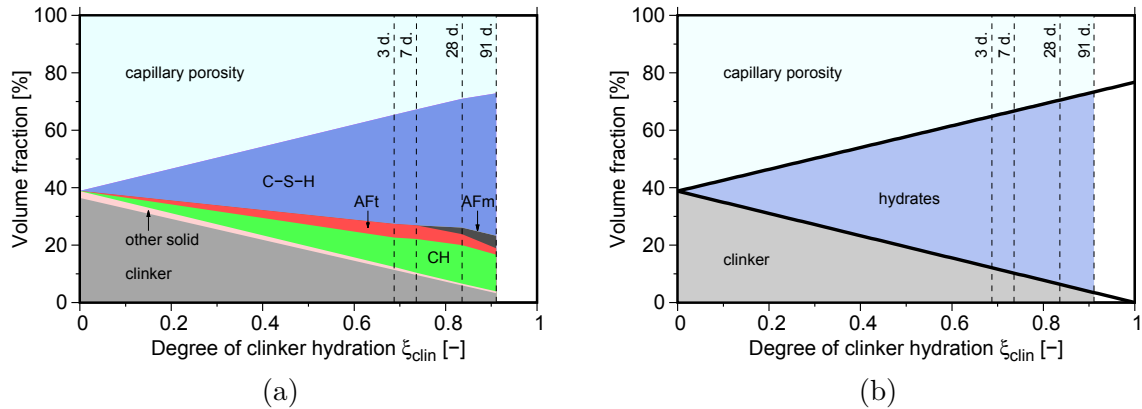 100
80
60
40
20
0
Volume fraction [%]
capillary porosity
3 d.
7 d.
28 d.
91 d.
C−S−H
AFt
AFm
other solid
CH
clinker
0
0.2
0.4
0.6
0.8
1
Degree of clinker hydration ξclin [−]
(a)
100
80
60
40
20
0
Volume fraction [%]
capillary porosity
3 d.
7 d.
28 d.
91 d.
hydrates
clinker
0
0.2
0.4
0.6
0.8
1
Degree of clinker hydration ξclin [−]
(b)